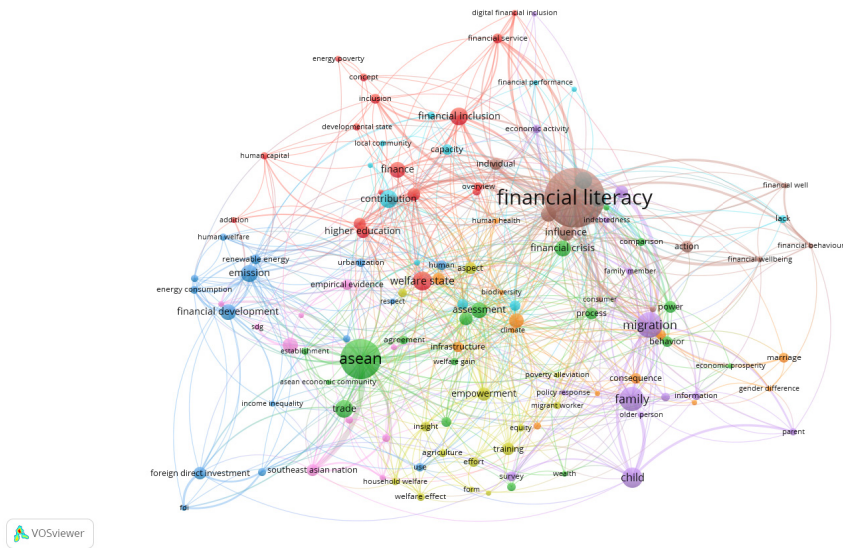 digital financial inclusion
financial service
energy poverty
concept
financial performance
inclusion
financial inclusion
developmental state
economic activity
local community
capacity
human capital
individual
finance
overview
financial well
contribution
financial literacy
addition
human health
indebtedness
lack
higher education
influence
human welfare
financial crisis
comparison
action
financial behaviour
renewable energy
urbanization
human
aspect
financial wellbeing
emission
family member
empirical evidence
welfare state
energy consumption
biodiversity
respect
consumer
financial development
assessment
process
power
sdg
climate
migration
agreement
behavior
establishment
infrastructure
asean
welfare gain
marriage
economic prosperity
asean economic community
poverty alleviation
consequence
gender difference
income inequality
trade
empowerment
policy response
family
information
migrant worker
older person
insight
equity
parent
agriculture
training
foreign direct investment
southeast asian nation
use
effort
household welfare
survey
wealth
child
form
welfare effect
fdi
VOSviewer